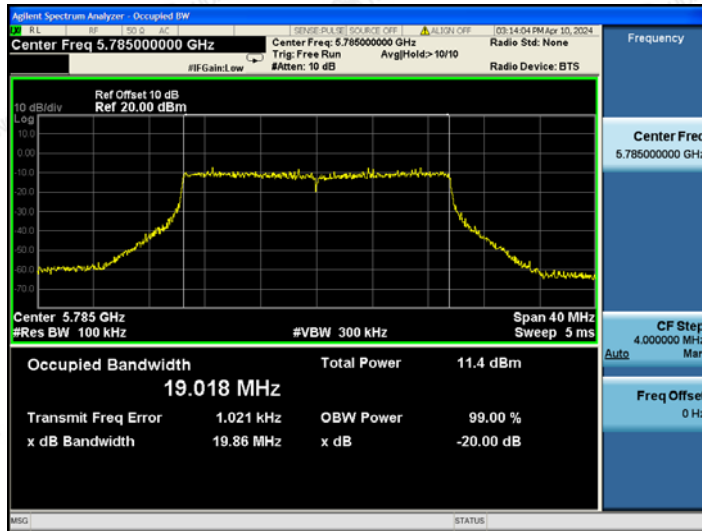 Agilent Spectrum Analyzer - Occupied BW
RL RF 50 Ω AC SENSE:PULSE SOURCE OFF ALIGN OFF 03:14:04 PM Apr 10, 2024
Center Freq 5.785000000 GHz
Center Freq: 5.785000000 GHz
Radio Std: None
Trig: Free Run Avg|Hold:> 10/10
#IFGain:Low
#Atten: 10 dB
Radio Device: BTS
Ref Offset 10 dB
10 dB/div Ref 20.00 dBm
Log
10.0
0.00
-10.0
-20.0
-30.0
-40.0
-50.0
-60.0
-70.0
Center 5.785 GHz Span 40 MHz
#Res BW 100 kHz #VBW 300 kHz Sweep 5 ms
Occupied Bandwidth Total Power 11.4 dBm
19.018 MHz
Transmit Freq Error 1.021 kHz OBW Power 99.00 %
x dB Bandwidth 19.86 MHz x dB -20.00 dB
MSG STATUS
Frequency
Center Freq
5.785000000 GHz
CF Step
4.000000 MHz
Auto Man
Freq Offset
0 Hz